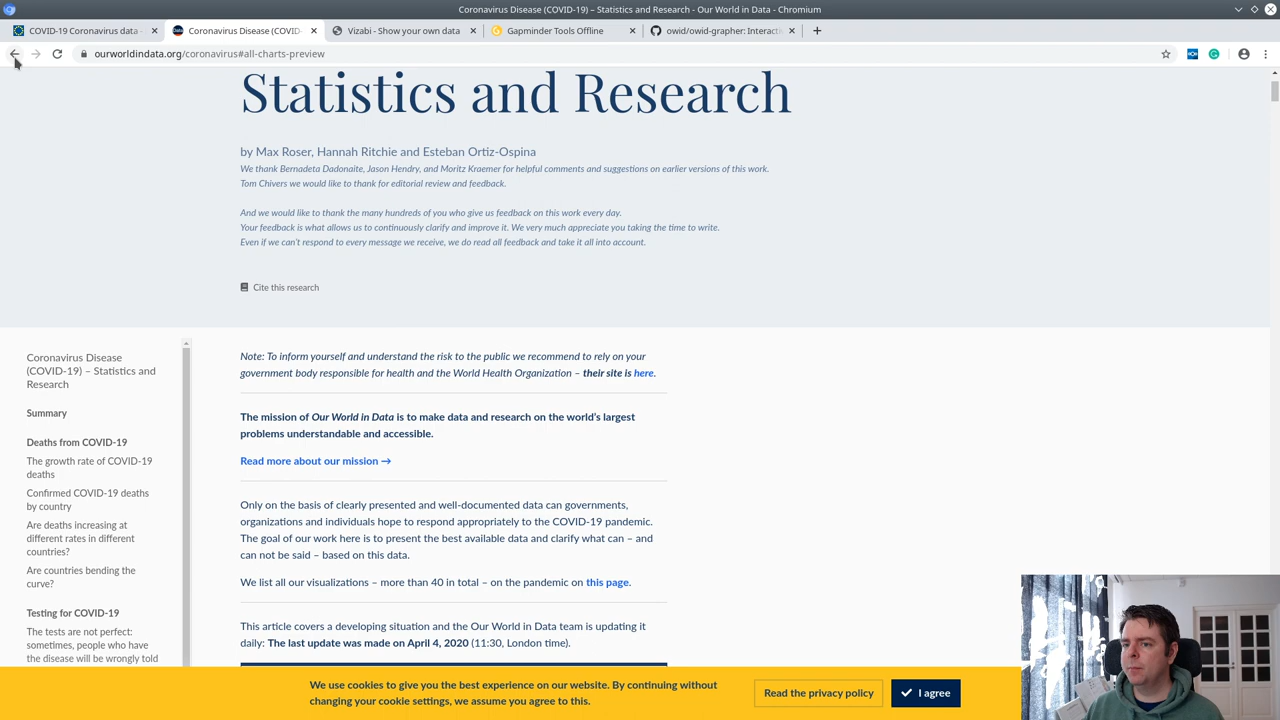 Coronavirus Disease (COVID-19) – Statistics and Research - Our World in Data - Chromium
COVID-19 Coronavirus data -
Coronavirus Disease (COVID-
Vizabi - Show your own data
Gapminder Tools Offline
owid/owid-grapher: Interacti
ourworldindata.org/coronavirus#all-charts-preview
Statistics and Research
by Max Roser, Hannah Ritchie and Esteban Ortiz-Ospina
We thank Bernadeta Dadonaite, Jason Hendry, and Moritz Kraemer for helpful comments and suggestions on earlier versions of this work.
Tom Chivers we would like to thank for editorial review and feedback.
And we would like to thank the many hundreds of you who give us feedback on this work every day.
Your feedback is what allows us to continuously clarify and improve it. We very much appreciate you taking the time to write.
Even if we can't respond to every message we receive, we do read all feedback and take it all into account.
Cite this research
Coronavirus Disease
(COVID-19) – Statistics and
Research
Summary
Deaths from COVID-19
The growth rate of COVID-19
deaths
Confirmed COVID-19 deaths
by country
Are deaths increasing at
different rates in different
countries?
Are countries bending the
curve?
Testing for COVID-19
The tests are not perfect:
sometimes, people who have
the disease will be wrongly told
Note: To inform yourself and understand the risk to the public we recommend to rely on your
government body responsible for health and the World Health Organization – their site is here.
The mission of Our World in Data is to make data and research on the world's largest
problems understandable and accessible.
Read more about our mission →
Only on the basis of clearly presented and well-documented data can governments,
organizations and individuals hope to respond appropriately to the COVID-19 pandemic.
The goal of our work here is to present the best available data and clarify what can – and
can not be said – based on this data.
We list all our visualizations – more than 40 in total – on the pandemic on this page.
This article covers a developing situation and the Our World in Data team is updating it
daily: The last update was made on April 4, 2020 (11:30, London time).
We use cookies to give you the best experience on our website. By continuing without
changing your cookie settings, we assume you agree to this.
Read the privacy policy
I agree